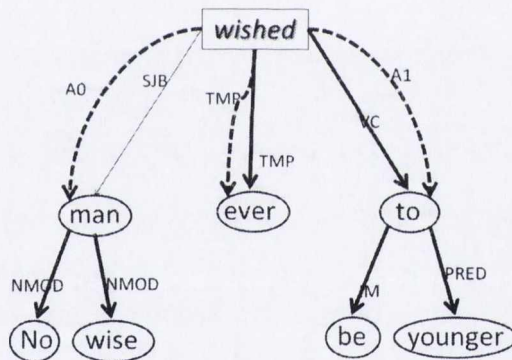 wished
A0 SJB TMP A1
VC
TMP
man ever to
NMOD NMOD IM PRED
No wise be younger